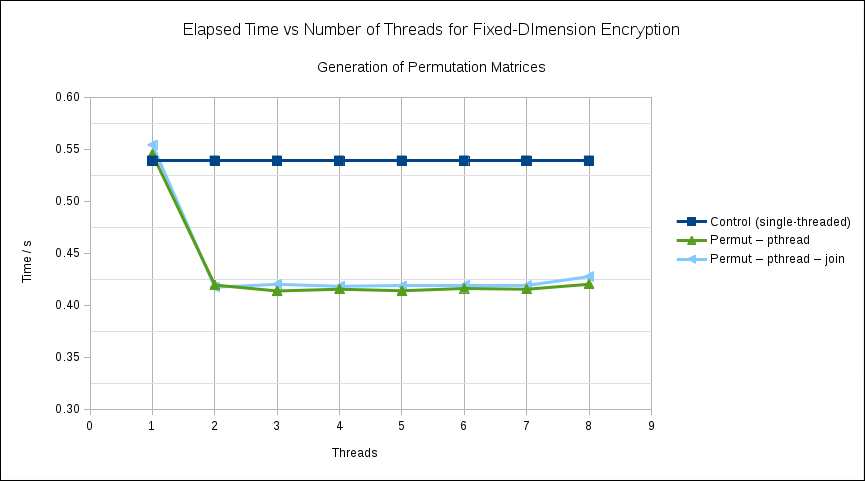 Elapsed Time vs Number of Threads for Fixed-DImension Encryption
Generation of Permutation Matrices
0.60
0.55
0.50
0.45
0.40
0.35
0.30
Time / s
0 1 2 3 4 5 6 7 8 9
Threads
Control (single-threaded)
Permut – pthread
Permut – pthread – join